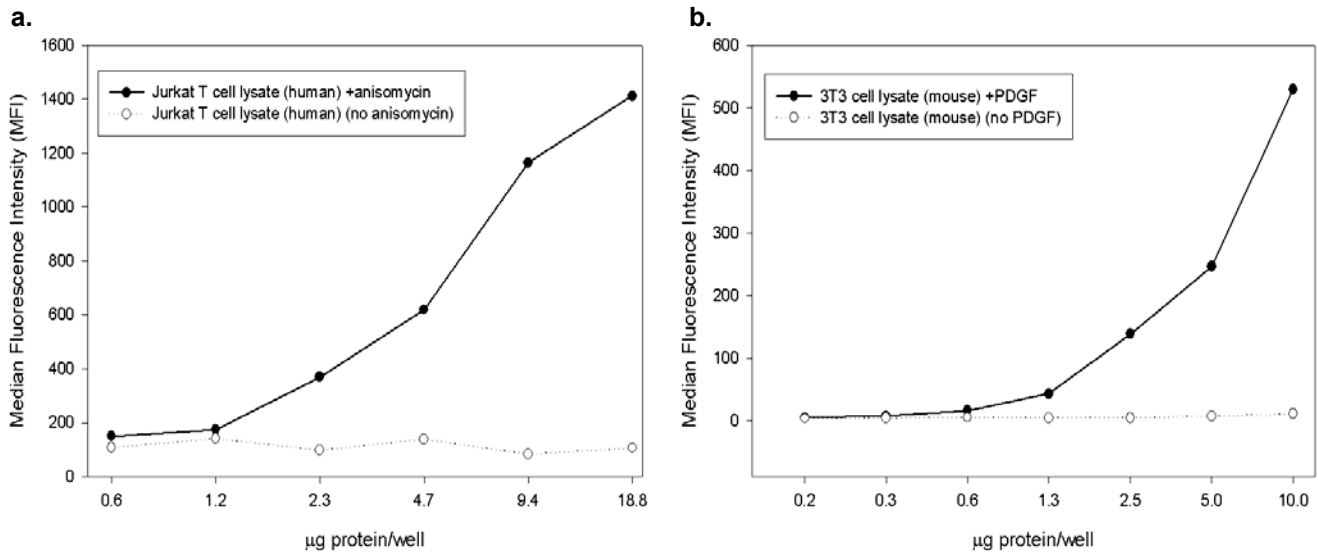 a.
1600
1400
1200
1000
800
600
400
200
0
Median Fluorescence Intensity (MFI)
Jurkat T cell lysate (human) +anisomycin
Jurkat T cell lysate (human) (no anisomycin)
0.6 1.2 2.3 4.7 9.4 18.8
μg protein/well
b.
600
500
400
300
200
100
0
Median Fluorescence Intensity (MFI)
3T3 cell lysate (mouse) +PDGF
3T3 cell lysate (mouse) (no PDGF)
0.2 0.3 0.6 1.3 2.5 5.0 10.0
μg protein/well